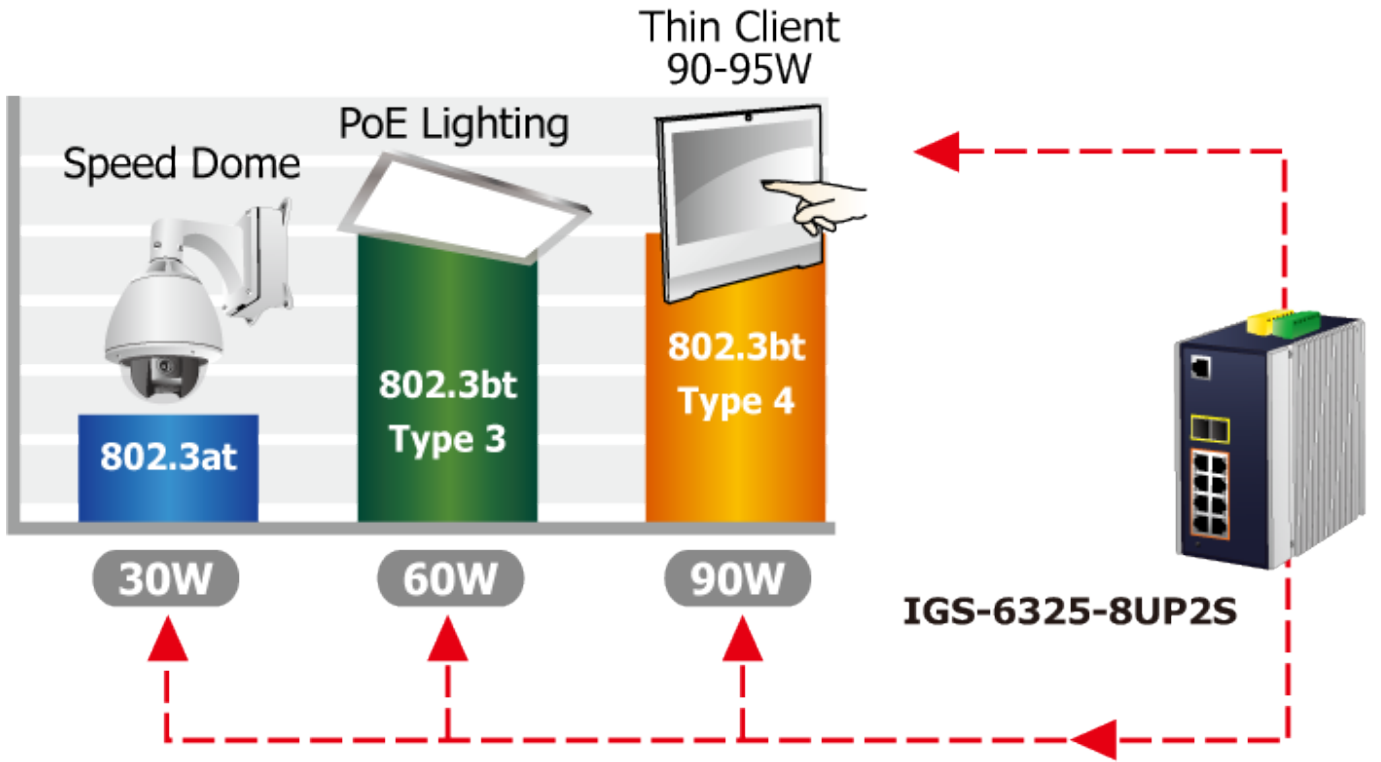 Thin Client
90-95W
PoE Lighting
Speed Dome
802.3at
802.3bt
Type 3
802.3bt
Type 4
30W
60W
90W
IGS-6325-8UP2S